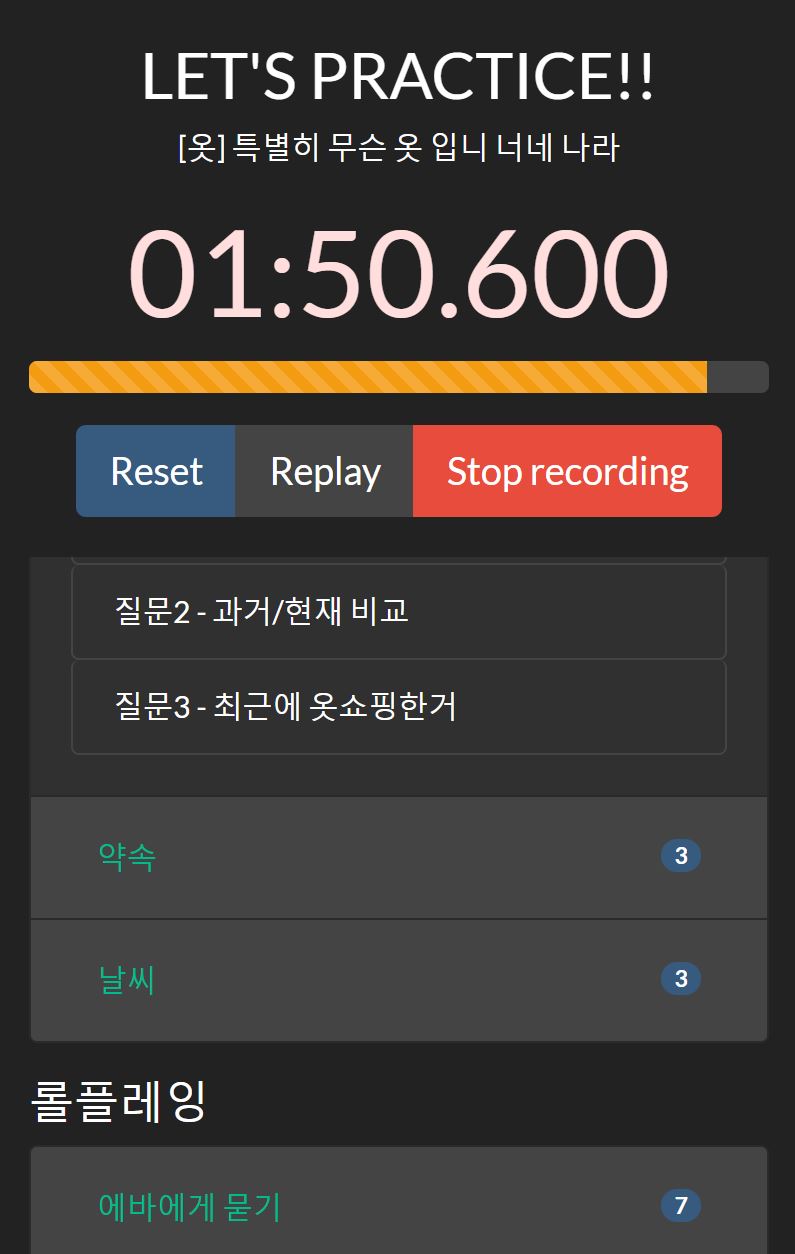 LET'S PRACTICE!!
[옷] 특별히 무슨 옷 입니 너네 나라
01:50.600
Reset Replay Stop recording
질문2 - 과거/현재 비교
질문3 - 최근에 옷쇼핑한거
약속 3
날씨 3
롤플레잉
에바에게 묻기 7